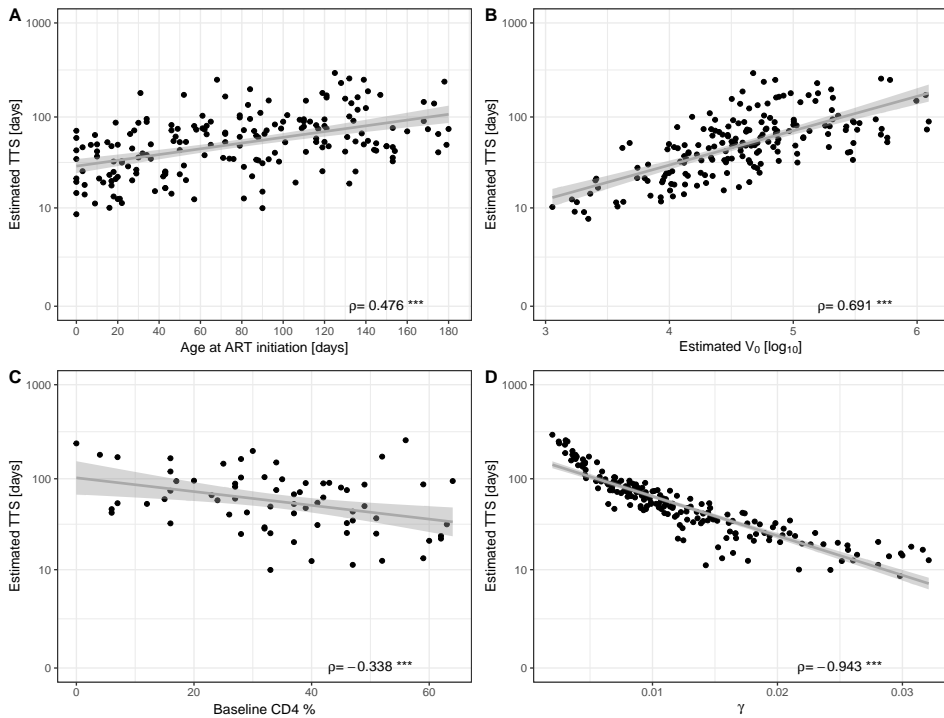 A
Estimated TTS [days]
1000
100
10
0
ρ= 0.476 ***
0 20 40 60 80 100 120 140 160 180
Age at ART initiation [days]
B
Estimated TTS [days]
1000
100
10
0
ρ= 0.691 ***
3 4 5 6
Estimated V₀ [log₁₀]
C
Estimated TTS [days]
1000
100
10
0
ρ= −0.338 ***
0 20 40 60
Baseline CD4 %
D
Estimated TTS [days]
1000
100
10
0
ρ= −0.943 ***
0.01 0.02 0.03
γ